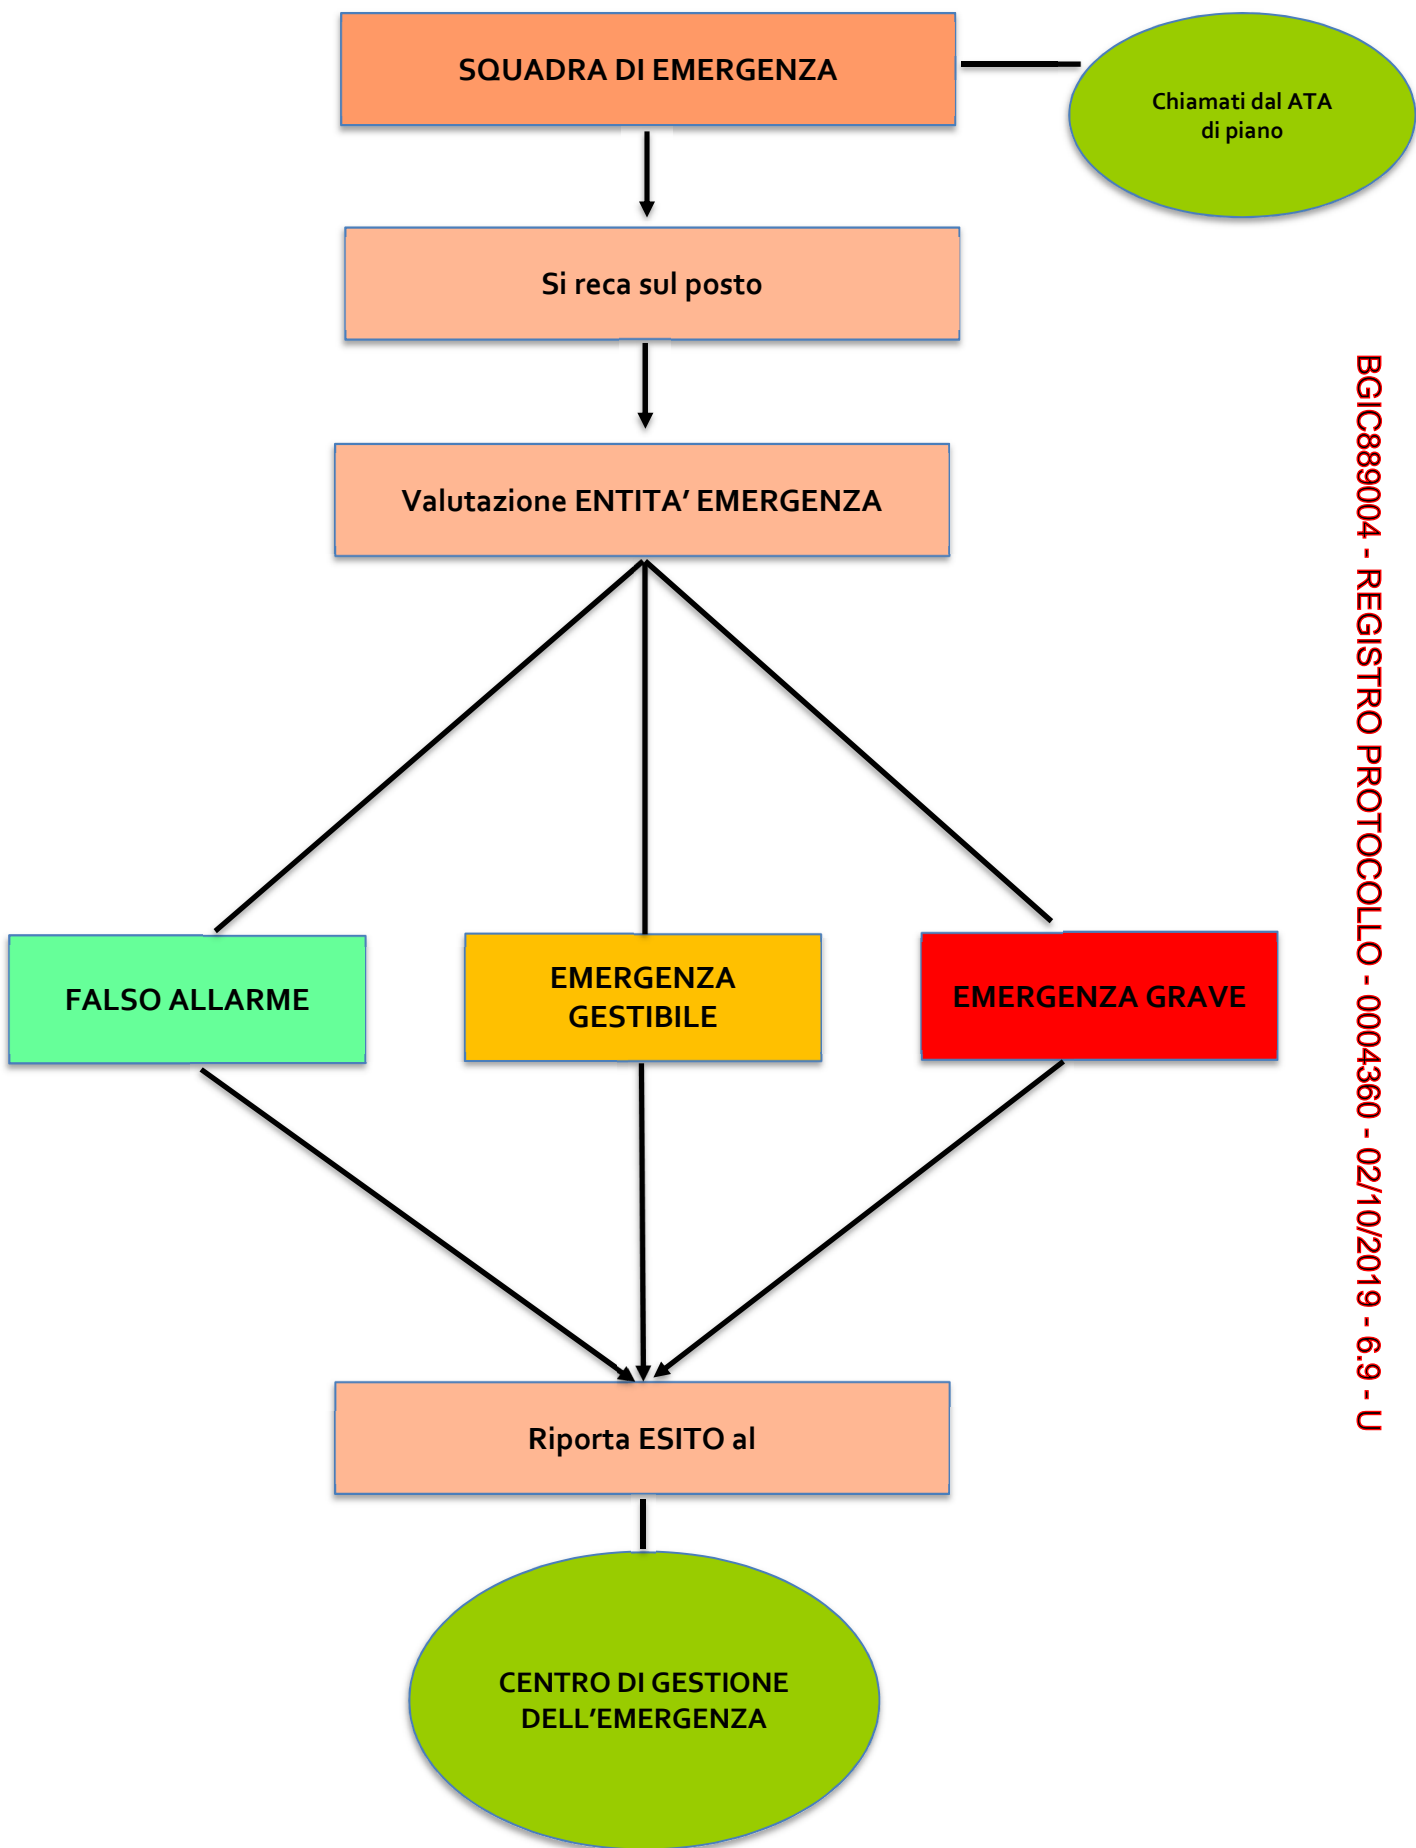 SQUADRA DI EMERGENZA
Chiamati dal ATA
di piano
Si reca sul posto
Valutazione ENTITA’ EMERGENZA
FALSO ALLARME
EMERGENZA
GESTIBILE
EMERGENZA GRAVE
Riporta ESITO al
CENTRO DI GESTIONE
DELL’EMERGENZA
BGIC889004 - REGISTRO PROTOCOLLO - 0004360 - 02/10/2019 - 6.9 - U